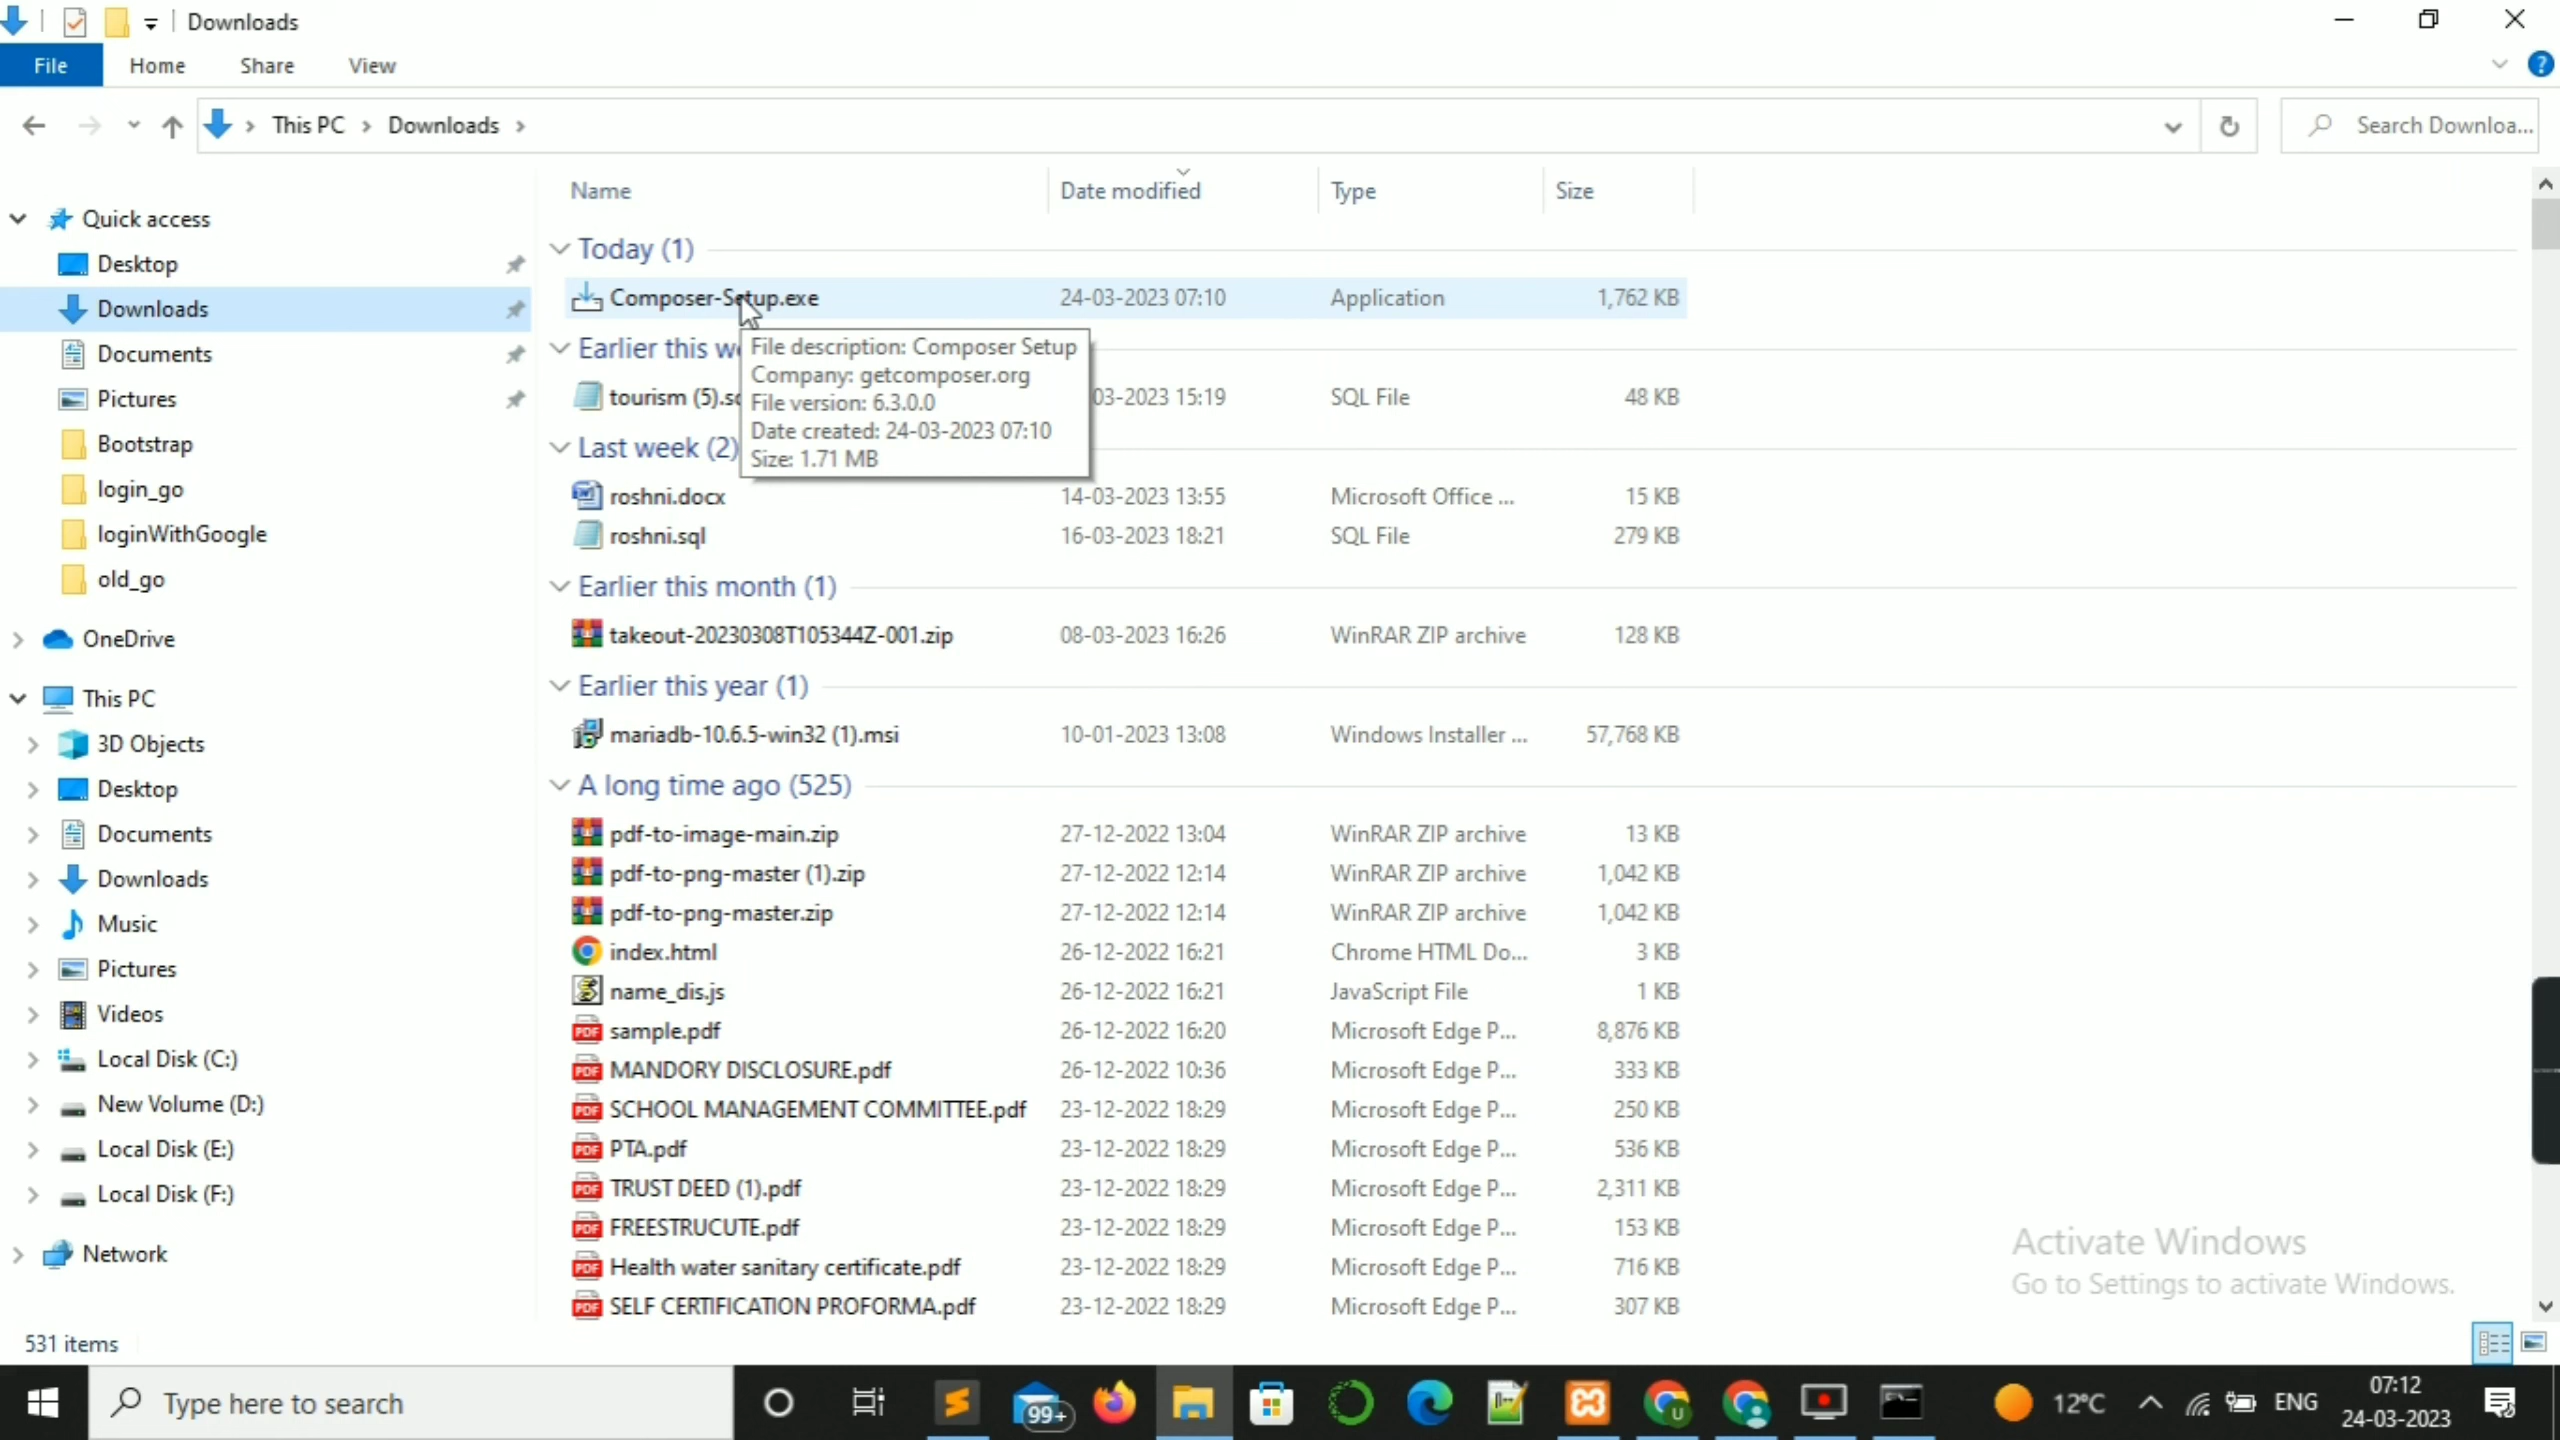 Downloads
File Home Share View
This PC Downloads
Search Downloa...
Name Date modified Type Size
Quick access
Desktop
Downloads
Documents
Pictures
Bootstrap
login_go
loginWithGoogle
old_go
OneDrive
This PC
3D Objects
Desktop
Documents
Downloads
Music
Pictures
Videos
Local Disk (C:)
New Volume (D:)
Local Disk (E:)
Local Disk (F:)
Network
Today (1)
Composer-Setup.exe 24-03-2023 07:10 Application 1,762 KB
Earlier this
File description: Composer Setup
Company: getcomposer.org
File version: 6.3.0.0
Date created: 24-03-2023 07:10
Size: 1.71 MB
tourism (5). 03-2023 15:19 SQL File 48 KB
Last week (2)
roshni.docx 14-03-2023 13:55 Microsoft Office ... 15 KB
roshni.sql 16-03-2023 18:21 SQL File 279 KB
Earlier this month (1)
takeout-20230308T105344Z-001.zip 08-03-2023 16:26 WinRAR ZIP archive 128 KB
Earlier this year (1)
mariadb-10.6.5-win32 (1).msi 10-01-2023 13:08 Windows Installer ... 57,768 KB
A long time ago (525)
pdf-to-image-main.zip 27-12-2022 13:04 WinRAR ZIP archive 13 KB
pdf-to-png-master (1).zip 27-12-2022 12:14 WinRAR ZIP archive 1,042 KB
pdf-to-png-master.zip 27-12-2022 12:14 WinRAR ZIP archive 1,042 KB
index.html 26-12-2022 16:21 Chrome HTML Do... 3 KB
name_dis.js 26-12-2022 16:21 JavaScript File 1 KB
sample.pdf 26-12-2022 16:20 Microsoft Edge P... 8,876 KB
MANDORY DISCLOSURE.pdf 26-12-2022 10:36 Microsoft Edge P... 333 KB
SCHOOL MANAGEMENT COMMITTEE.pdf 23-12-2022 18:29 Microsoft Edge P... 250 KB
PTA.pdf 23-12-2022 18:29 Microsoft Edge P... 536 KB
TRUST DEED (1).pdf 23-12-2022 18:29 Microsoft Edge P... 2,311 KB
FREESTRUCUTE.pdf 23-12-2022 18:29 Microsoft Edge P... 153 KB
Health water sanitary certificate.pdf 23-12-2022 18:29 Microsoft Edge P... 716 KB
SELF CERTIFICATION PROFORMA.pdf 23-12-2022 18:29 Microsoft Edge P... 307 KB
Activate Windows
Go to Settings to activate Windows.
531 items
Type here to search
99+
12°C ENG 07:12
24-03-2023